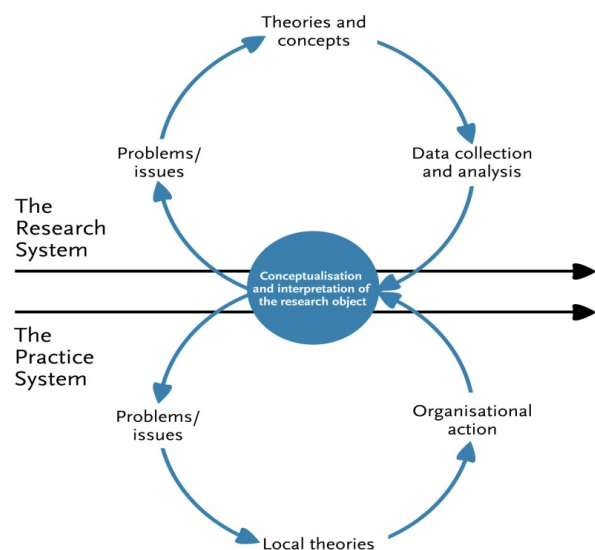 Theories and
concepts
Problems/
issues
Data collection
and analysis
The
Research
System
Conceptualisation
and interpretation of
the research object
The
Practice
System
Problems/
issues
Organisational
action
Local theories